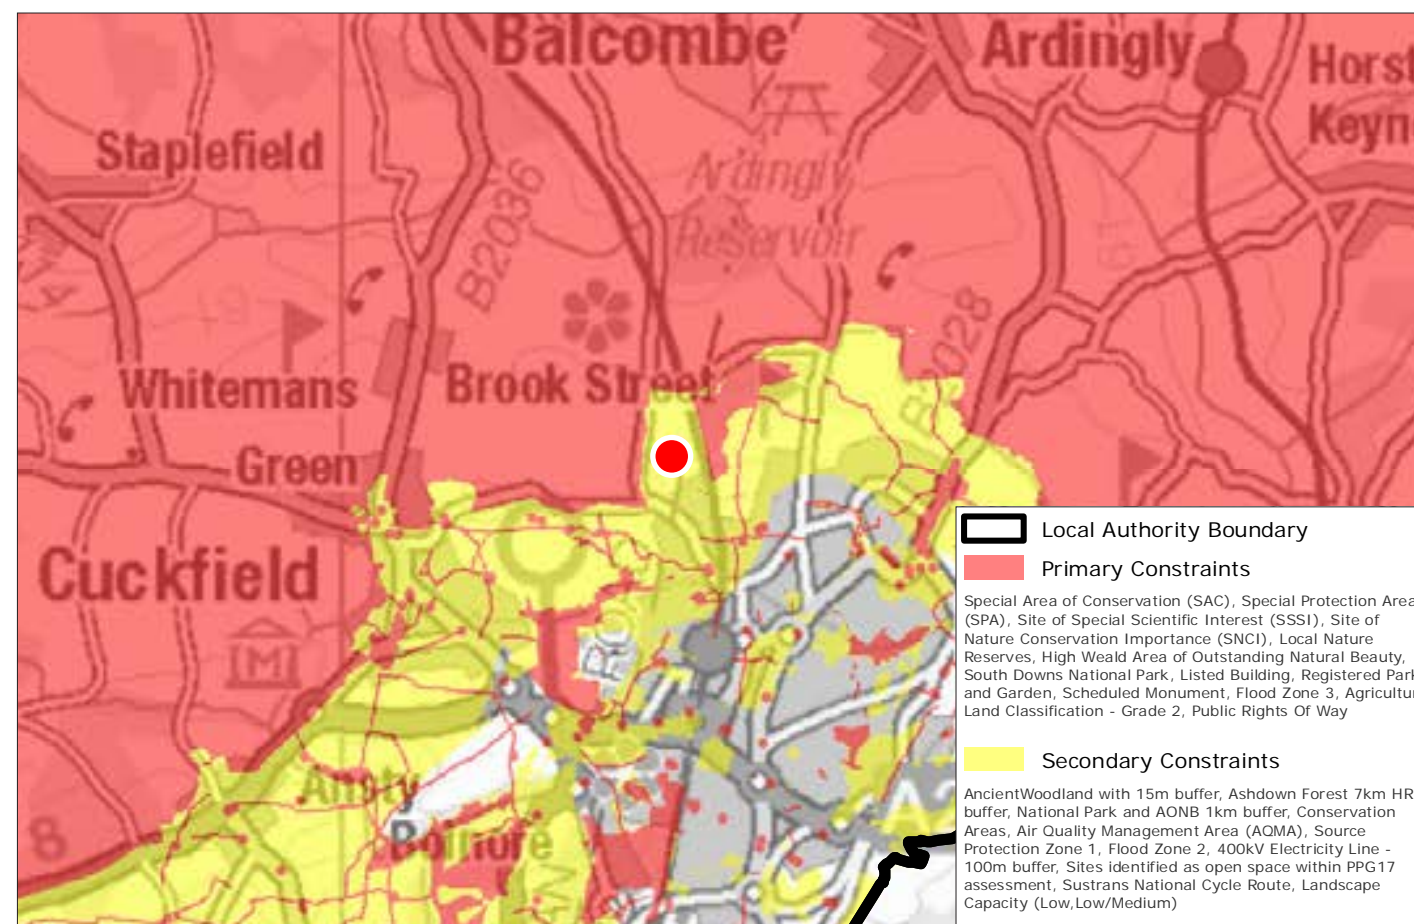 Balcombe
Ardingly
Horst
Keyn
Staplefield
Ardingly
Reservoir
B2036
B2028
Whitemans
Green
Brook Street
Cuckfield
M
Ansty
8
Bolnore
Local Authority Boundary
Primary Constraints
Special Area of Conservation (SAC), Special Protection Area
(SPA), Site of Special Scientific Interest (SSSI), Site of
Nature Conservation Importance (SNCI), Local Nature
Reserves, High Weald Area of Outstanding Natural Beauty,
South Downs National Park, Listed Building, Registered Park
and Garden, Scheduled Monument, Flood Zone 3, Agricultu
Land Classification - Grade 2, Public Rights Of Way
Secondary Constraints
AncientWoodland with 15m buffer, Ashdown Forest 7km HR
buffer, National Park and AONB 1km buffer, Conservation
Areas, Air Quality Management Area (AQMA), Source
Protection Zone 1, Flood Zone 2, 400kV Electricity Line -
100m buffer, Sites identified as open space within PPG17
assessment, Sustrans National Cycle Route, Landscape
Capacity (Low,Low/Medium)